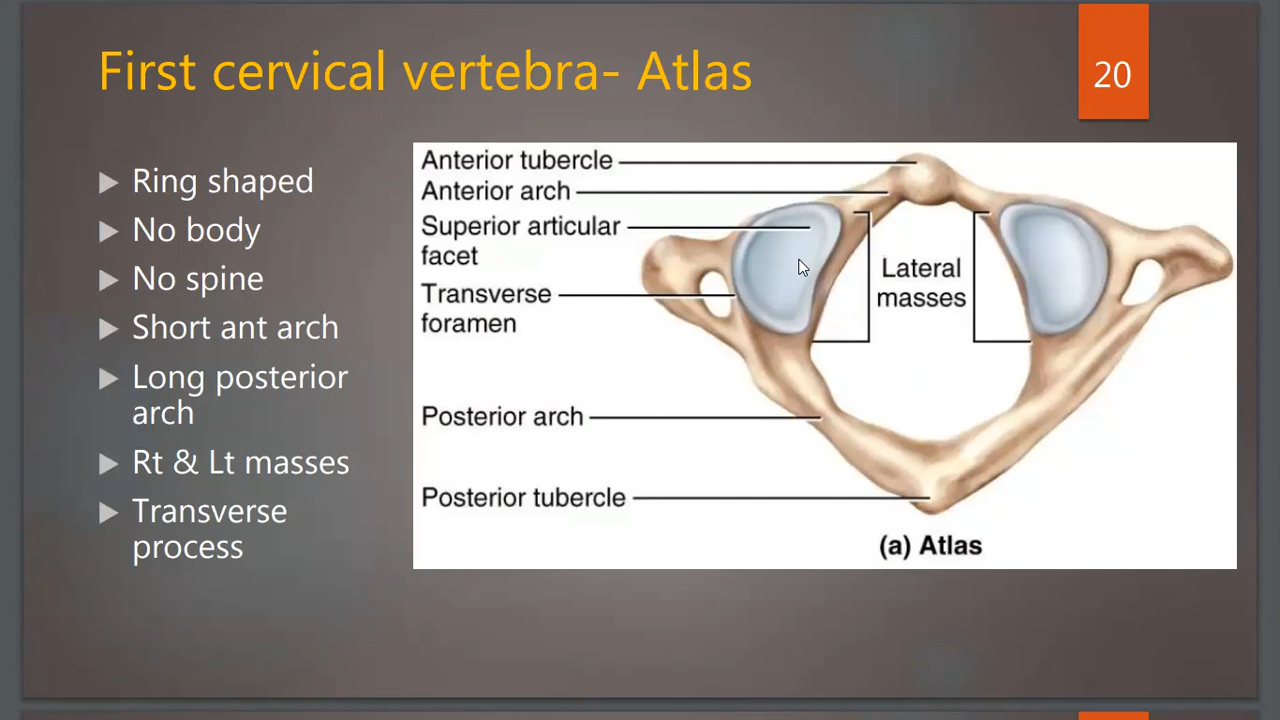 First cervical vertebra- Atlas
20
Ring shaped
No body
No spine
Short ant arch
Long posterior
arch
Rt & Lt masses
Transverse
process
Anterior tubercle
Anterior arch
Superior articular
facet
Transverse
foramen
Lateral
masses
Posterior arch
Posterior tubercle
(a) Atlas